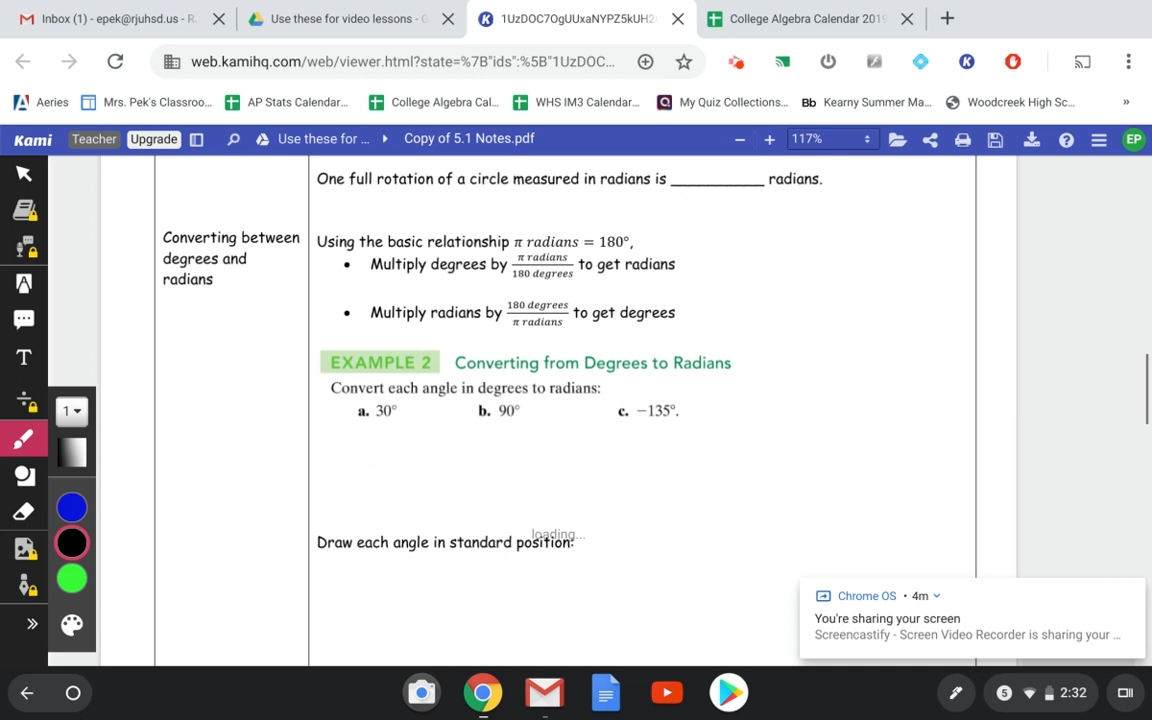 Inbox (1) - epek@rjuhsd.us - R
Use these for video lessons - G
1UzDOC7OgUUxaNYPZ5kUH2
College Algebra Calendar 2019
web.kamihq.com/web/viewer.html?state=%7B"ids":%5B"1UzDOC...
Aeries
Mrs. Pek's Classroo...
AP Stats Calendar...
College Algebra Cal...
WHS IM3 Calendar...
My Quiz Collections...
Bb Kearny Summer Ma...
Woodcreek High Sc...
»
Kami Teacher Upgrade
Use these for ...
Copy of 5.1 Notes.pdf
117%
EP
One full rotation of a circle measured in radians is __________ radians.
Converting between
degrees and
radians
Using the basic relationship π radians = 180°,
• Multiply degrees by π radians / 180 degrees to get radians
• Multiply radians by 180 degrees / π radians to get degrees
EXAMPLE 2 Converting from Degrees to Radians
Convert each angle in degrees to radians:
a. 30° b. 90° c. −135°.
loading...
Draw each angle in standard position:
T
1
Chrome OS • 4m
You're sharing your screen
Screencastify - Screen Video Recorder is sharing your ...
5 2:32